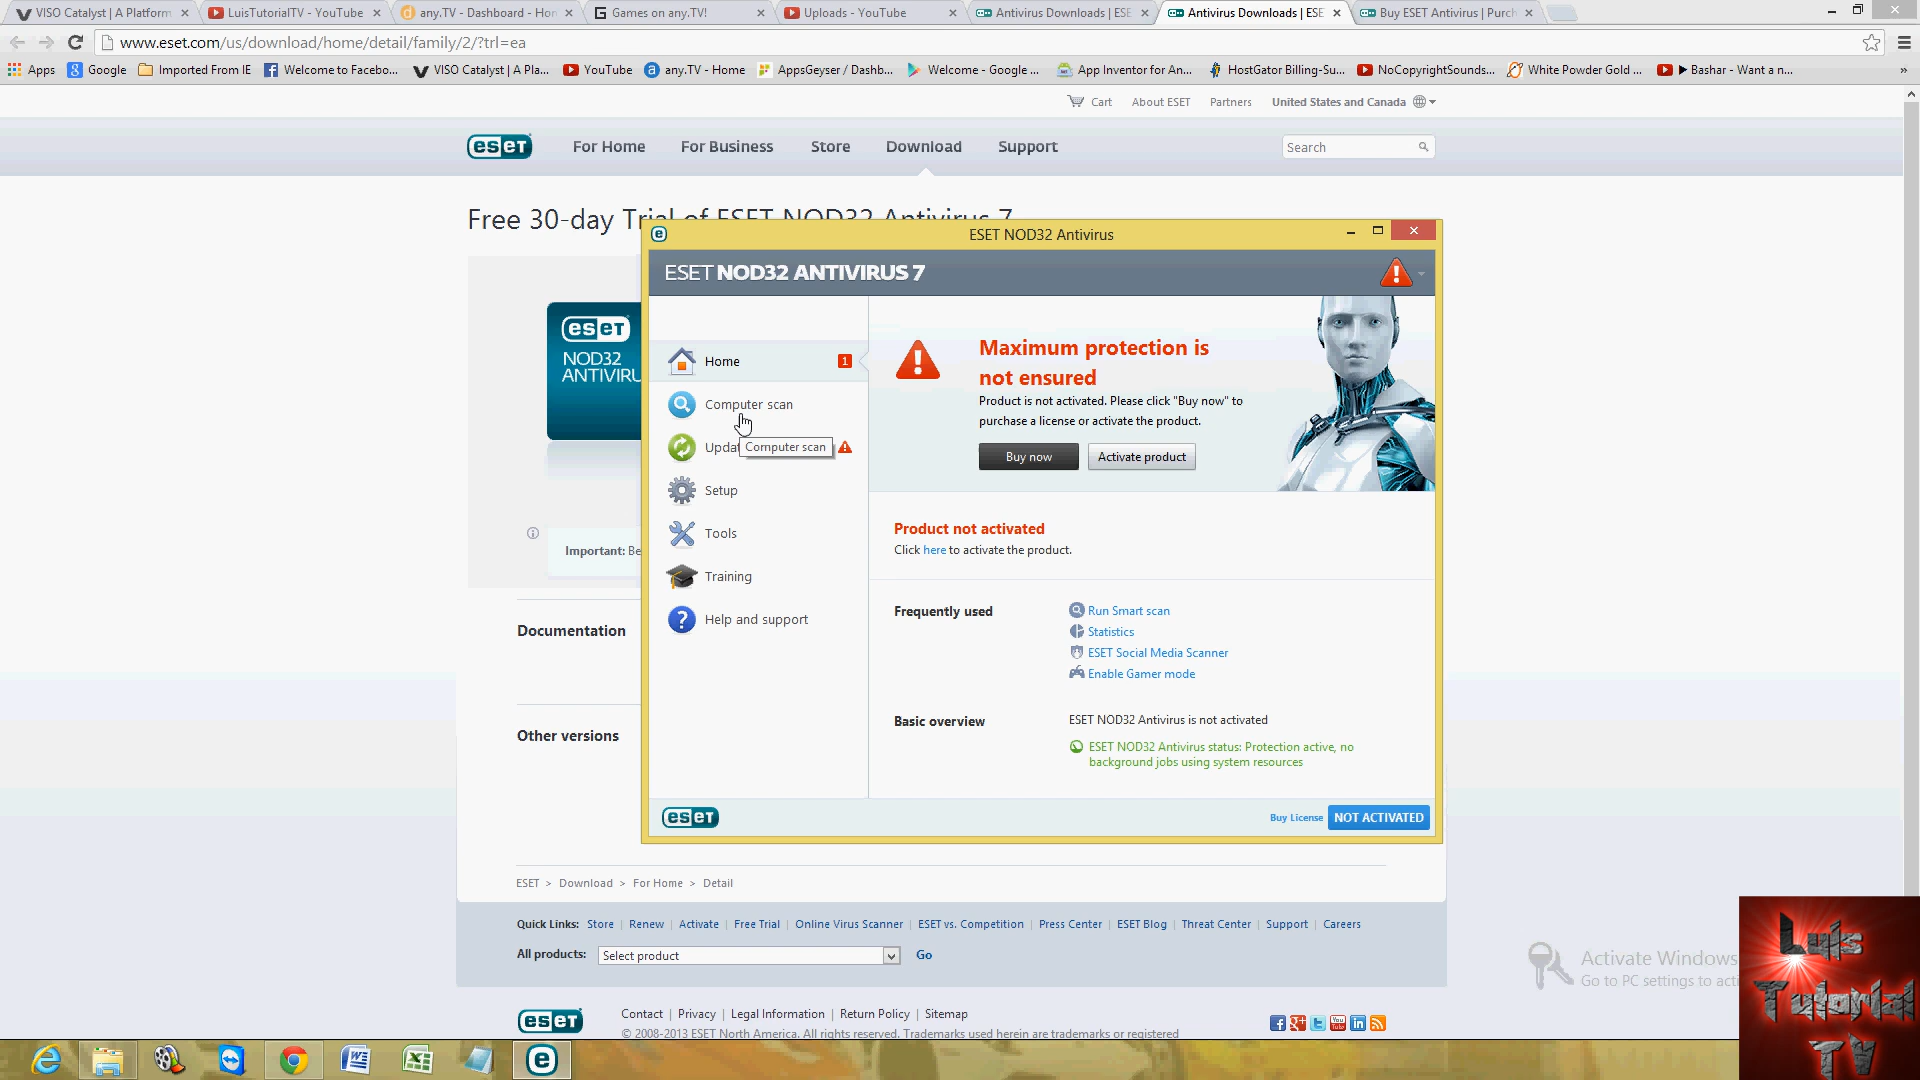 VISO Catalyst | A Platform
LuisTutorialTV - YouTube
any.TV - Dashboard - Hon
Games on any.TV!
Uploads - YouTube
Antivirus Downloads | ESE
Antivirus Downloads | ESE
Buy ESET Antivirus | Purch
www.eset.com/us/download/home/detail/family/2/?trl=ea
Apps
Google
Imported From IE
Welcome to Facebo...
VISO Catalyst | A Pla...
YouTube
any.TV - Home
AppsGeyser / Dashb...
Welcome - Google ...
App Inventor for An...
HostGator Billing-Su...
NoCopyrightSounds...
White Powder Gold ...
▶ Bashar - Want a n...
»
Cart
About ESET
Partners
United States and Canada
eset
For Home
For Business
Store
Download
Support
Search
Free 30-day Trial of ESET NOD32 Antivirus 7
ESET NOD32 Antivirus
ESET NOD32 ANTIVIRUS 7
eset
NOD32
ANTIVIRU
Home
1
Computer scan
Updat
Computer scan
Setup
Tools
Training
Help and support
Maximum protection is
not ensured
Product is not activated. Please click "Buy now" to
purchase a license or activate the product.
Buy now
Activate product
Product not activated
Click here to activate the product.
Frequently used
Run Smart scan
Statistics
ESET Social Media Scanner
Enable Gamer mode
Basic overview
ESET NOD32 Antivirus is not activated
ESET NOD32 Antivirus status: Protection active, no
background jobs using system resources
eset
Buy License
NOT ACTIVATED
Important: Be
Documentation
Other versions
ESET > Download > For Home > Detail
Quick Links: Store | Renew | Activate | Free Trial | Online Virus Scanner | ESET vs. Competition | Press Center | ESET Blog | Threat Center | Support | Careers
All products:
Select product
Go
eset
Contact | Privacy | Legal Information | Return Policy | Sitemap
© 2008-2013 ESET North America. All rights reserved. Trademarks used herein are trademarks or registered
Activate Windows
Go to PC settings to acti
Luis
Tutorial
TV